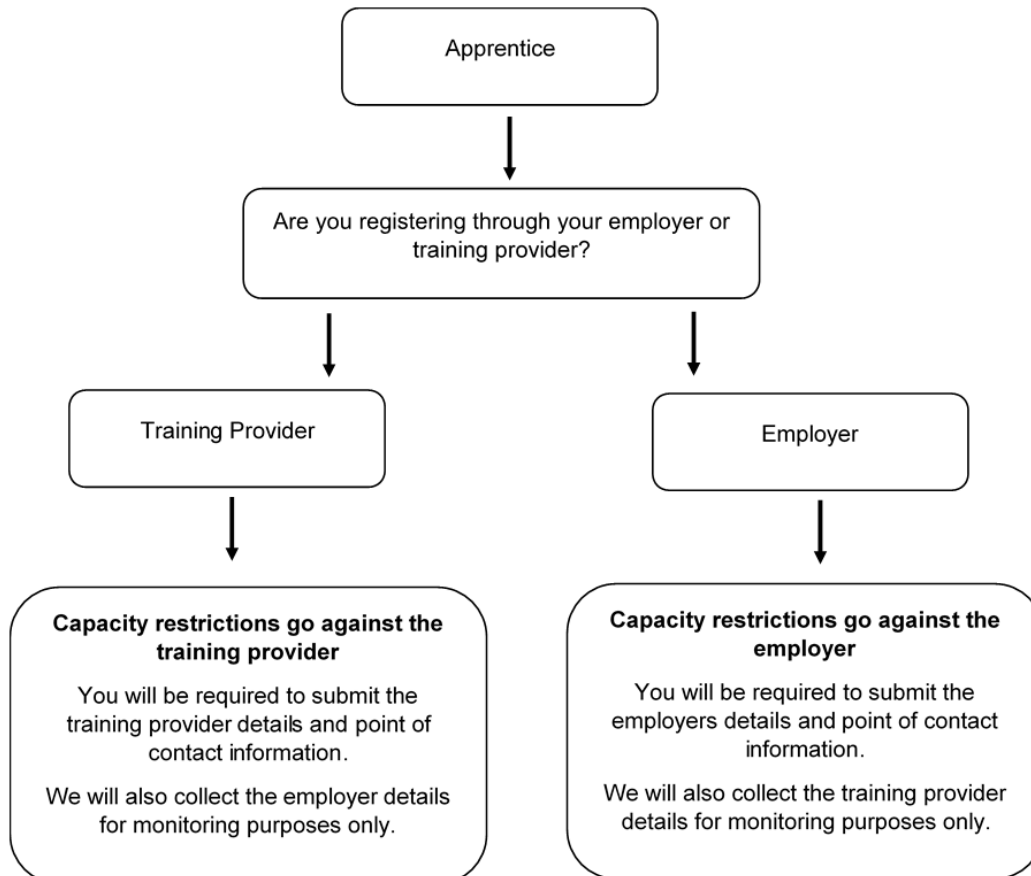 Apprentice
Are you registering through your employer or
training provider?
Training Provider
Employer
Capacity restrictions go against the
training provider
You will be required to submit the
training provider details and point of
contact information.
We will also collect the employer details
for monitoring purposes only.
Capacity restrictions go against the
employer
You will be required to submit the
employers details and point of contact
information.
We will also collect the training provider
details for monitoring purposes only.